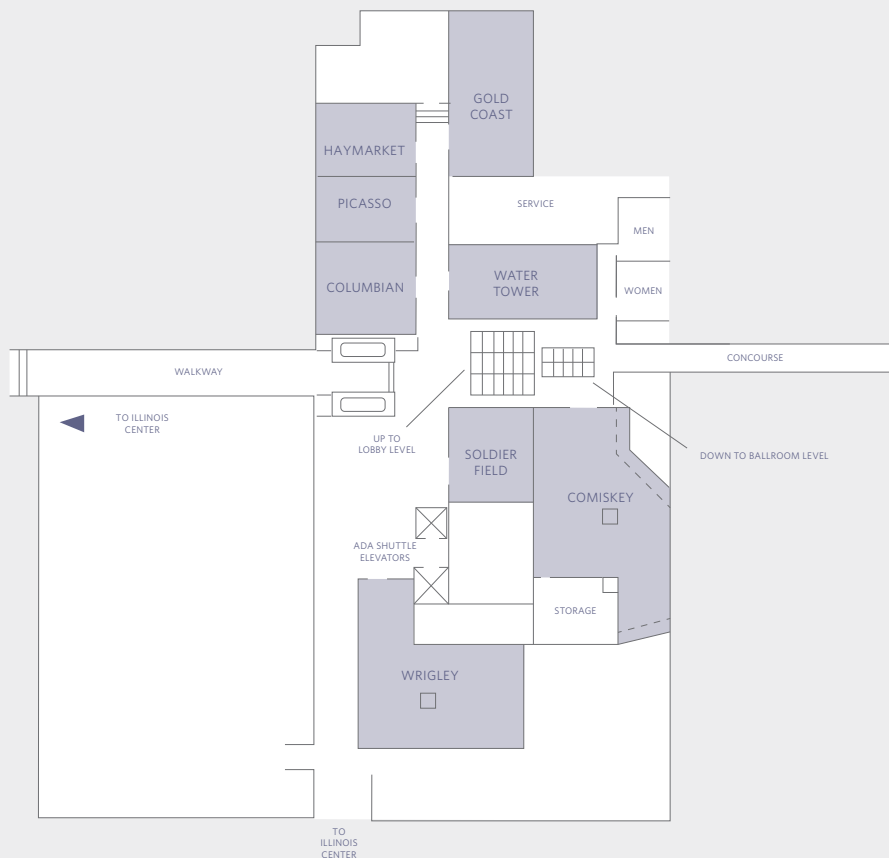 GOLD
COAST
HAYMARKET
PICASSO
SERVICE
MEN
WATER
TOWER
COLUMBIAN
WOMEN
WALKWAY
CONCOURSE
TO ILLINOIS
CENTER
UP TO
LOBBY LEVEL
SOLDIER
FIELD
DOWN TO BALLROOM LEVEL
COMISKEY
ADA SHUTTLE
ELEVATORS
STORAGE
WRIGLEY
TO
ILLINOIS
CENTER